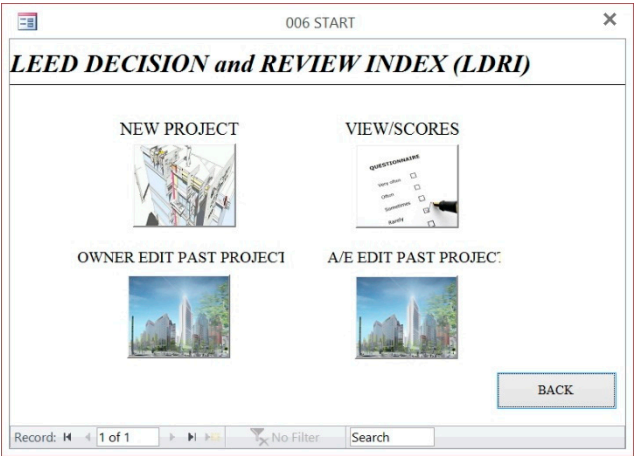 006 START
LEED DECISION and REVIEW INDEX (LDRI)
NEW PROJECT
VIEW/SCORES
QUESTIONNAIRE
Very often
Often
Sometimes
Rarely
OWNER EDIT PAST PROJECT
A/E EDIT PAST PROJEC
BACK
Record: 1 of 1 No Filter Search